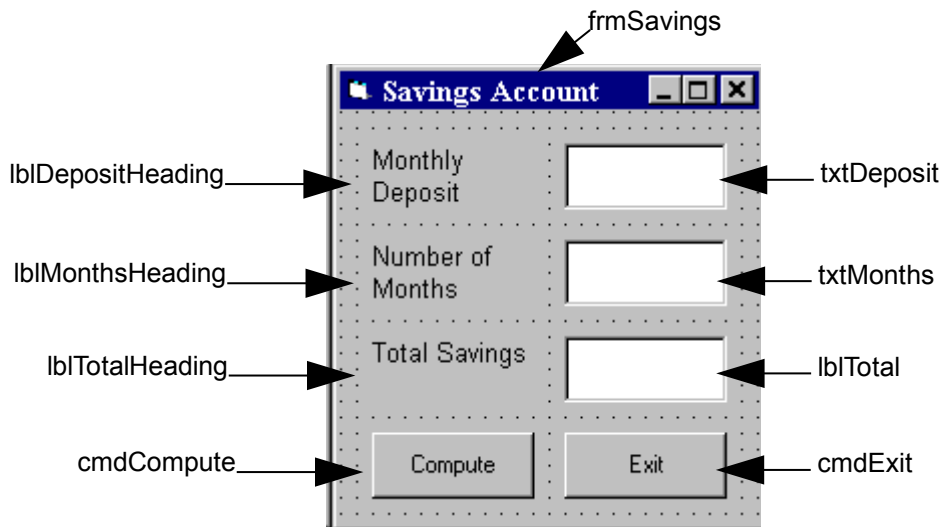 frmSavings
Savings Account
lblDepositHeading
Monthly
Deposit
txtDeposit
lblMonthsHeading
Number of
Months
txtMonths
lblTotalHeading
Total Savings
lblTotal
cmdCompute
Compute
Exit
cmdExit